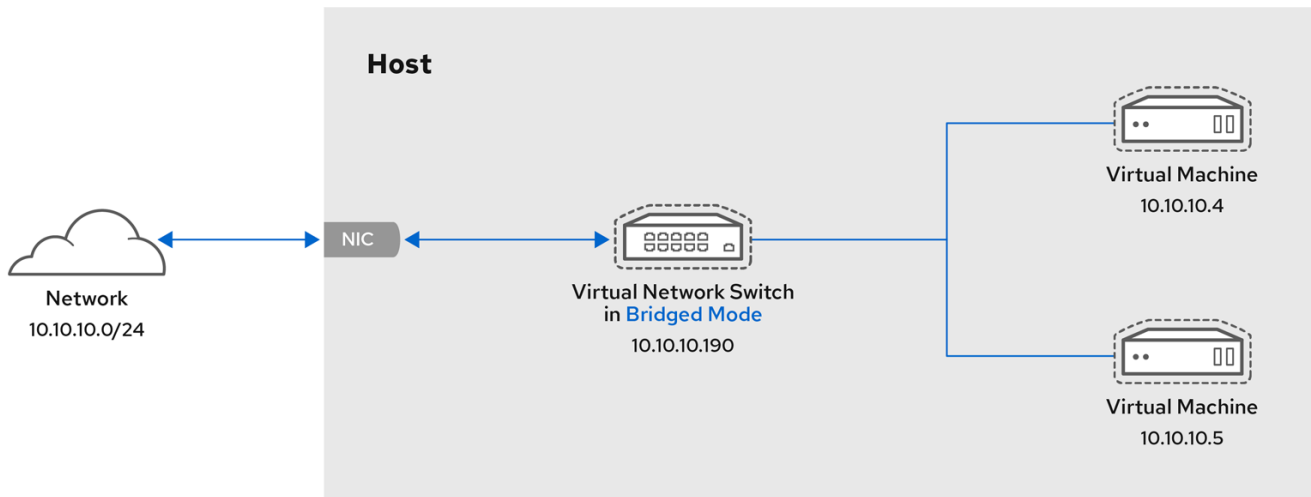 Host
NIC
Network
10.10.10.0/24
Virtual Network Switch
in Bridged Mode
10.10.10.190
Virtual Machine
10.10.10.4
Virtual Machine
10.10.10.5